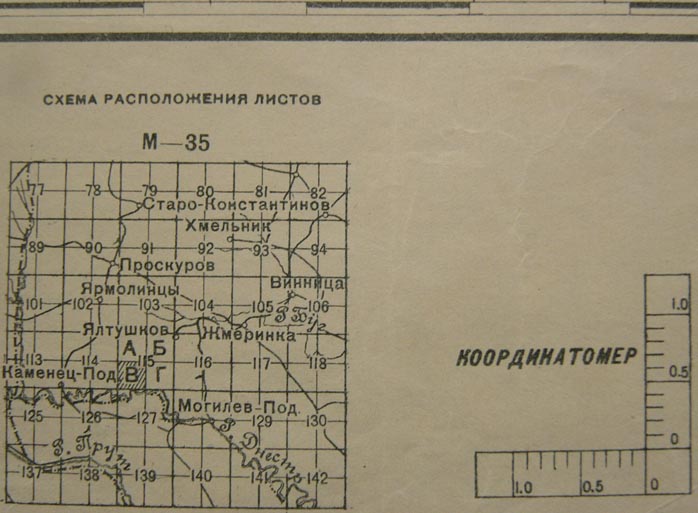 СХЕМА РАСПОЛОЖЕНИЯ ЛИСТОВ
М—35
77 78 79 80 81 82
Старо-Константинов
Хмельник
89 90 91 92 93 94
Проскуров
Винница
Ярмолинцы
101 102 103 104 105 106
Р. Буг
Ялтушков Жмеринка
А Б
113 114 115 116 117 118
Каменец-Под. В Г
Могилев-Под.
125 126 127 129 130
Р. Днестр
Р. Прут
137 138 139 140 141 142
КООРДИНАТОМЕР
1.0
0.5
0
1.0 0.5 0